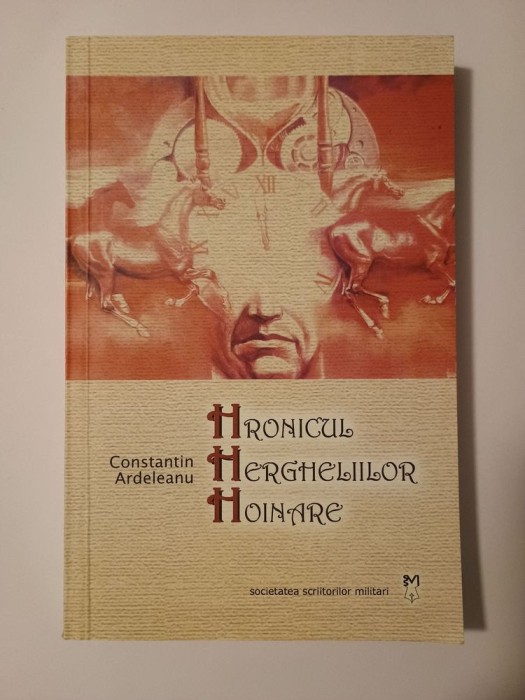 XII
Constantin
Ardeleanu
HRONICUL
HERGHELIILOR
HOINARE
societatea scriitorilor militari